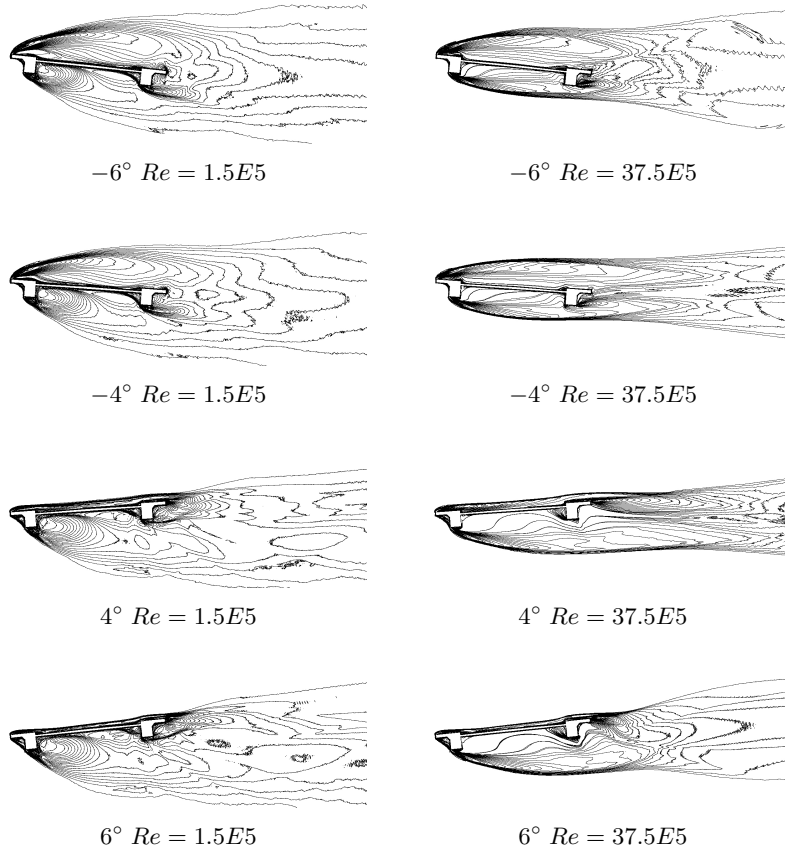 −6° Re = 1.5E5
−6° Re = 37.5E5
−4° Re = 1.5E5
−4° Re = 37.5E5
4° Re = 1.5E5
4° Re = 37.5E5
6° Re = 1.5E5
6° Re = 37.5E5